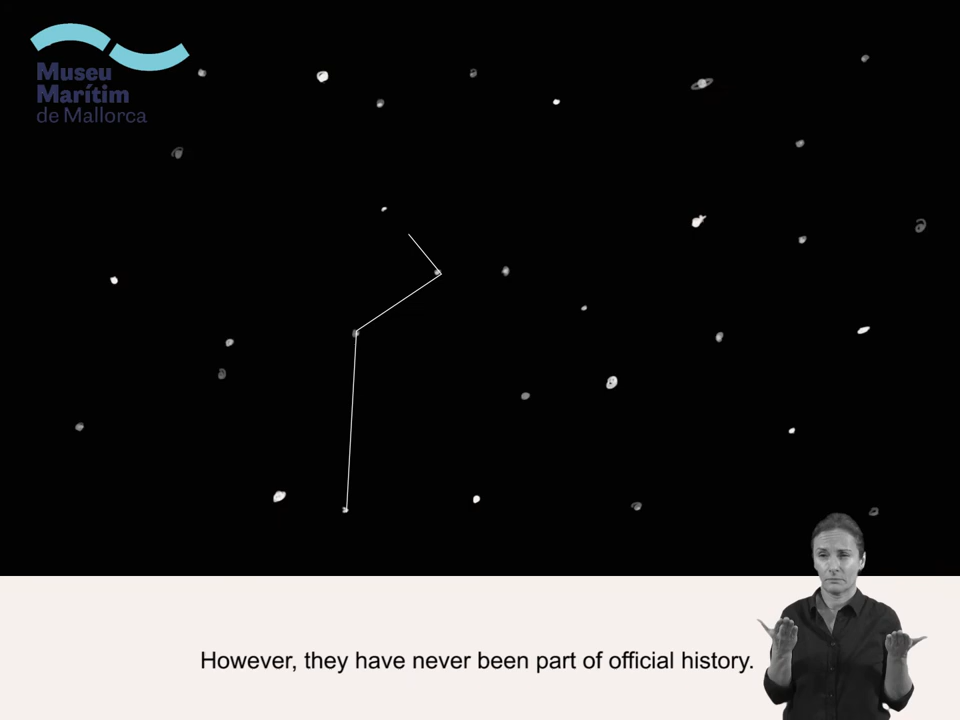 Museu
Marítim
de Mallorca
However, they have never been part of official history.